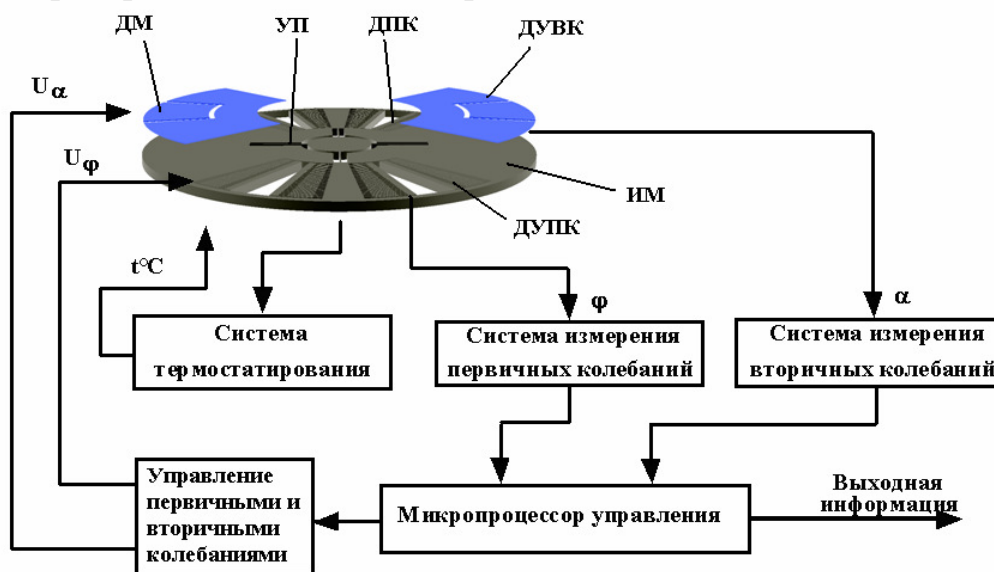 ДМ
УП
ДПК
ДУВК
Uα
Uφ
ИМ
ДУПК
t°C
φ
α
Система
термостатирования
Система измерения
первичных колебаний
Система измерения
вторичных колебаний
Управление
первичными и
вторичными
колебаниями
Микропроцессор управления
Выходная
информация